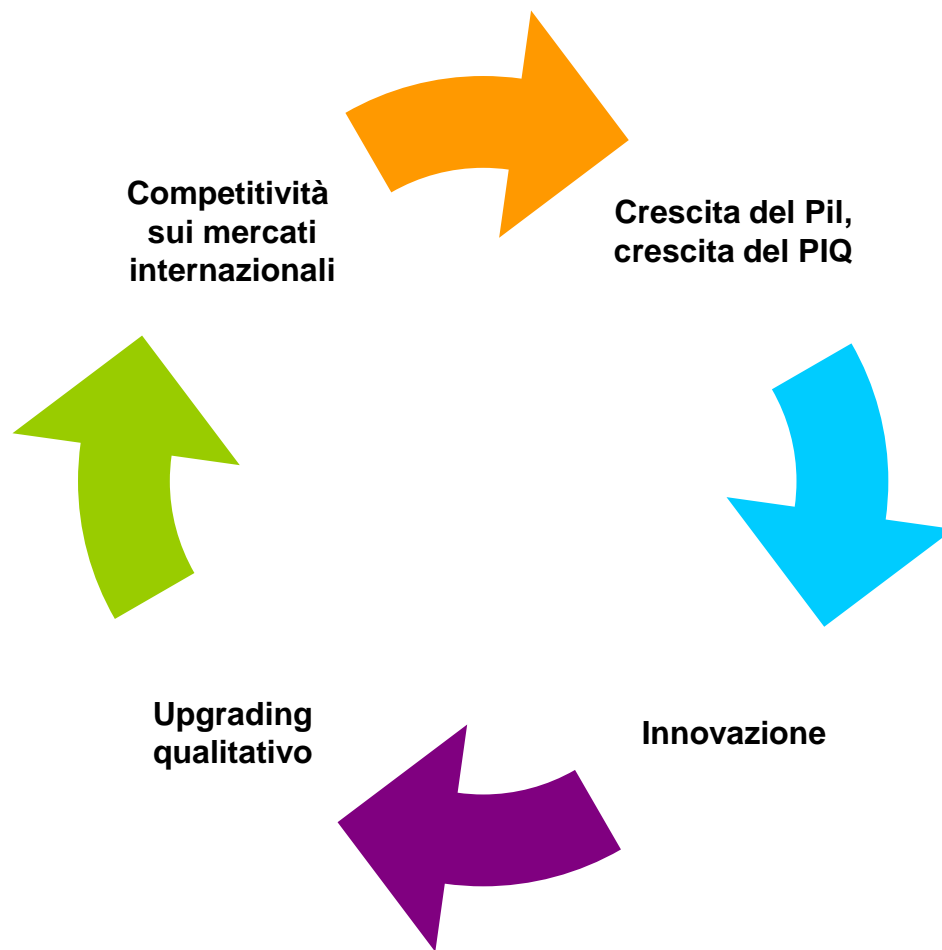 Competitività
sui mercati
internazionali
Crescita del Pil,
crescita del PIQ
Upgrading
qualitativo
Innovazione